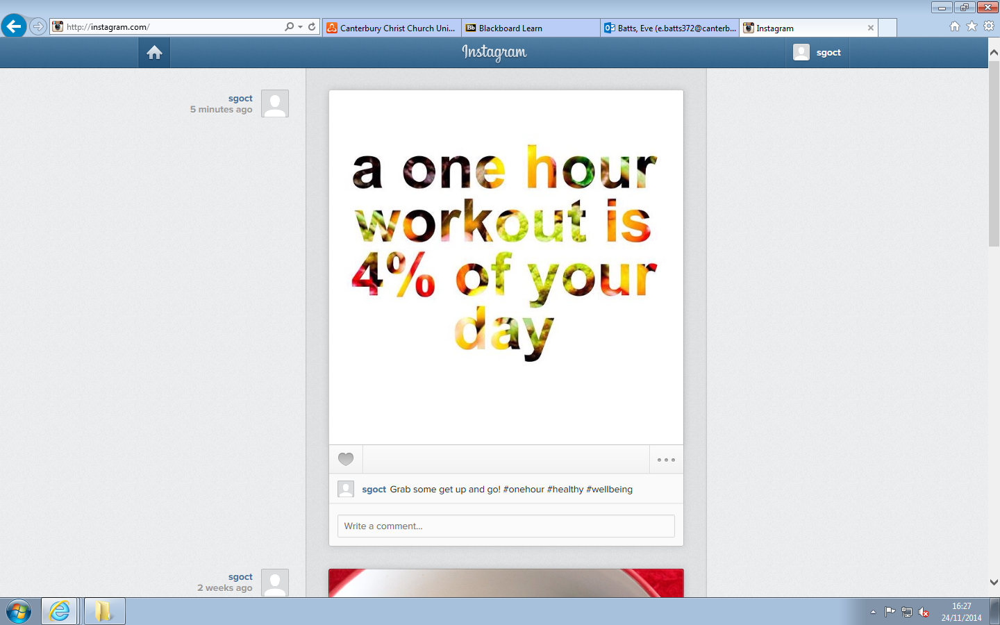 http://instagram.com/
Canterbury Christ Church Uni...
Bb Blackboard Learn
Batts, Eve (e.batts372@canterb...
Instagram
Instagram
sgoct
sgoct
5 minutes ago
a one hour
workout is
4% of your
day
sgoct Grab some get up and go! #onehour #healthy #wellbeing
Write a comment...
sgoct
2 weeks ago
16:27
24/11/2014